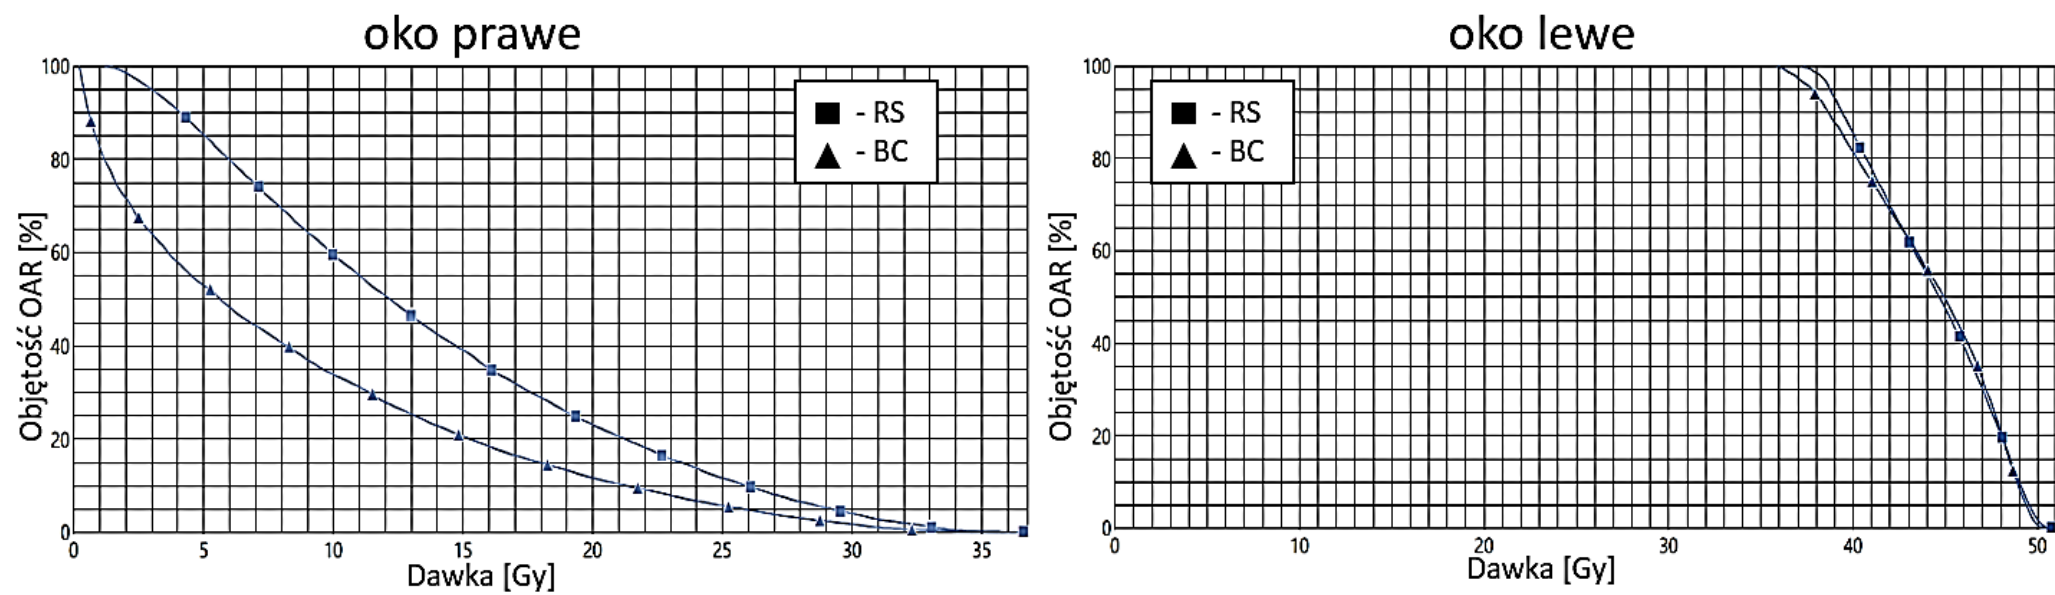 oko prawe
100
80
60
40
20
0
0 5 10 15 20 25 30 35
Objętość OAR [%]
Dawka [Gy]
- RS
- BC
oko lewe
100
80
60
40
20
0
0 10 20 30 40 50
Objętość OAR [%]
Dawka [Gy]
- RS
- BC